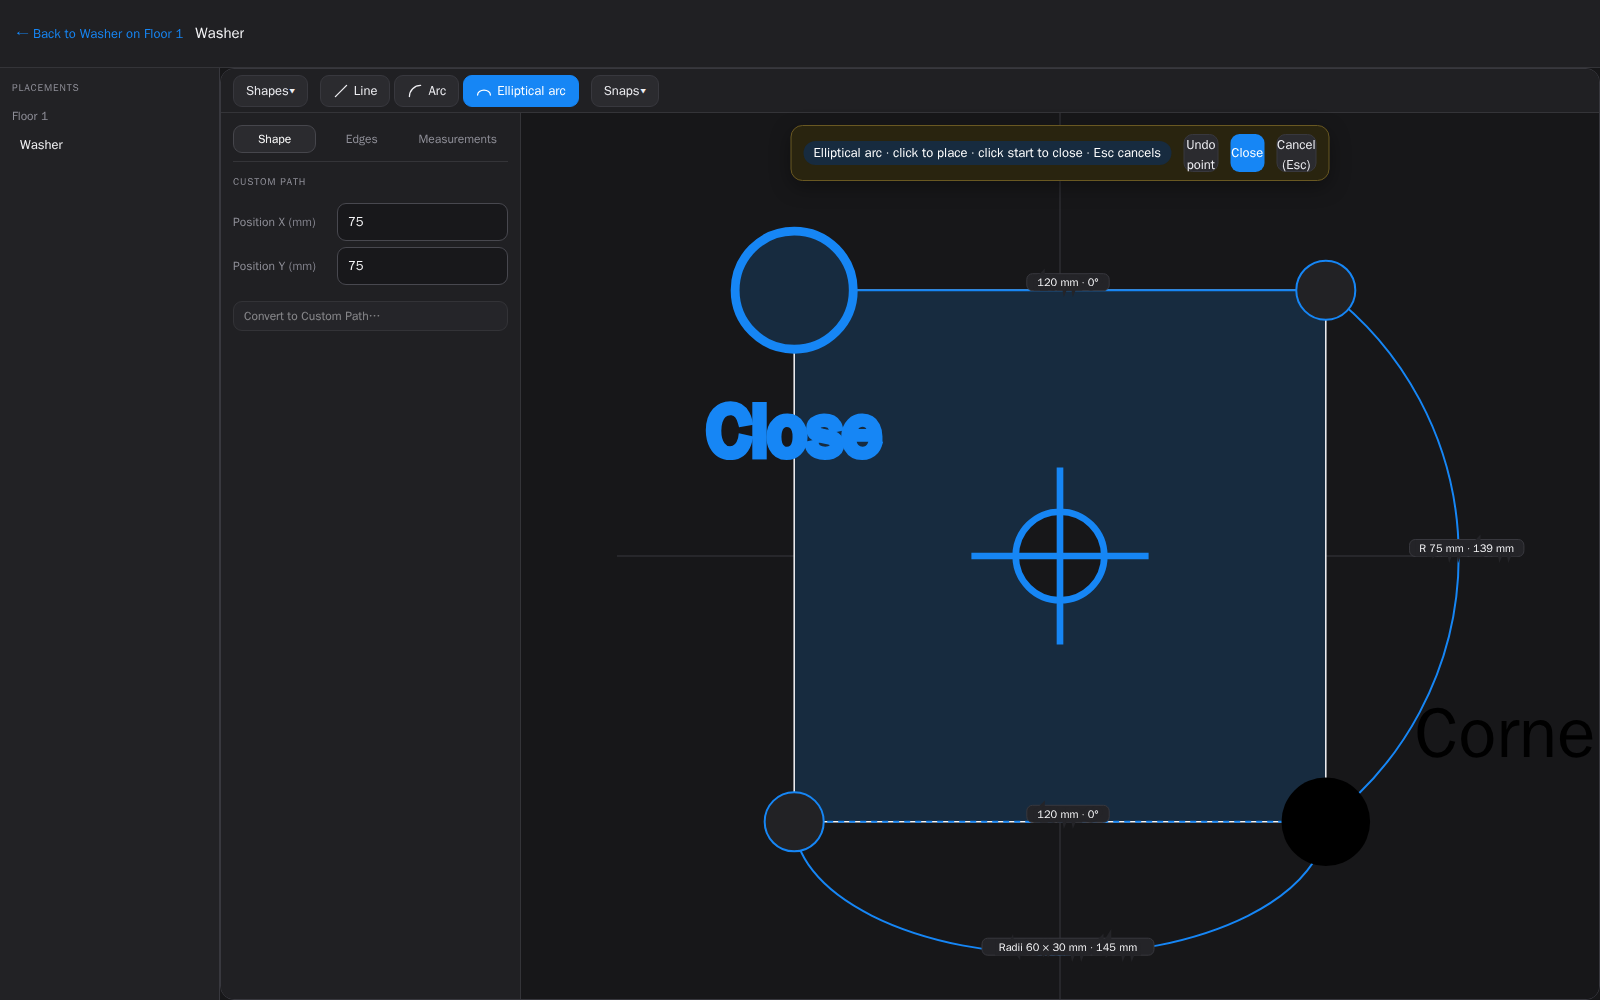 ← Back to Washer on Floor 1 Washer
PLACEMENTS
Floor 1
Washer
Shapes▾ Line Arc Elliptical arc Snaps▾
Shape Edges Measurements
CUSTOM PATH
Position X (mm) 75
Position Y (mm) 75
Convert to Custom Path…
Elliptical arc · click to place · click start to close · Esc cancels
Undo point
Close
Cancel (Esc)
120 mm · 0°
Close
R 75 mm · 139 mm
Corne
120 mm · 0°
Radii 60 × 30 mm · 145 mm